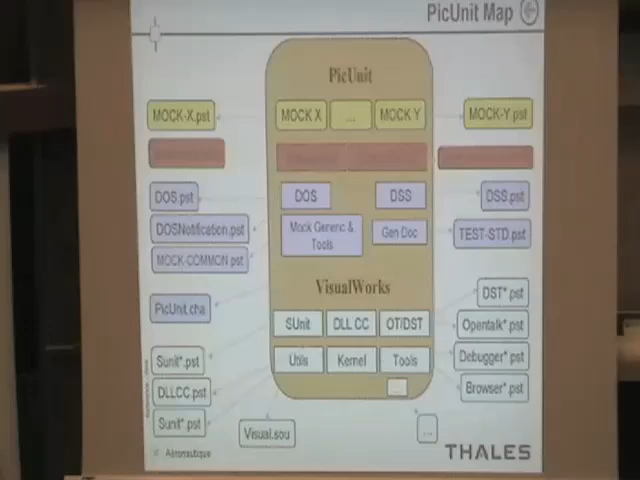 PicUnit Map
PicUnit
MOCK-X.pst
MOCK X
...
MOCK Y
MOCK-Y.pst
DOS.pst
DOS
DSS
DSS.pst
DOSNotification.pst
Mock Generic &
Tools
Gen Doc
TEST-STD.pst
MOCK-COMMON.pst
VisualWorks
DST*.pst
PicUnit.cha
SUnit
DLL CC
OT/DST
Opentalk*.pst
Sunit*.pst
Utils
Kernel
Tools
Debugger*.pst
DLLCC.pst
...
Browser*.pst
Sunit*.pst
Visual.sou
...
Aéronautique
THALES